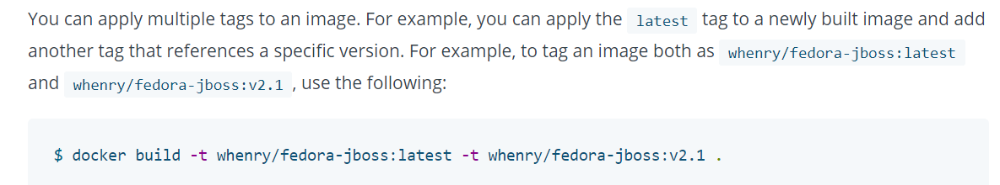 You can apply multiple tags to an image. For example, you can apply the latest tag to a newly built image and add
another tag that references a specific version. For example, to tag an image both as whenry/fedora-jboss:latest
and whenry/fedora-jboss:v2.1 , use the following:
$ docker build -t whenry/fedora-jboss:latest -t whenry/fedora-jboss:v2.1 .